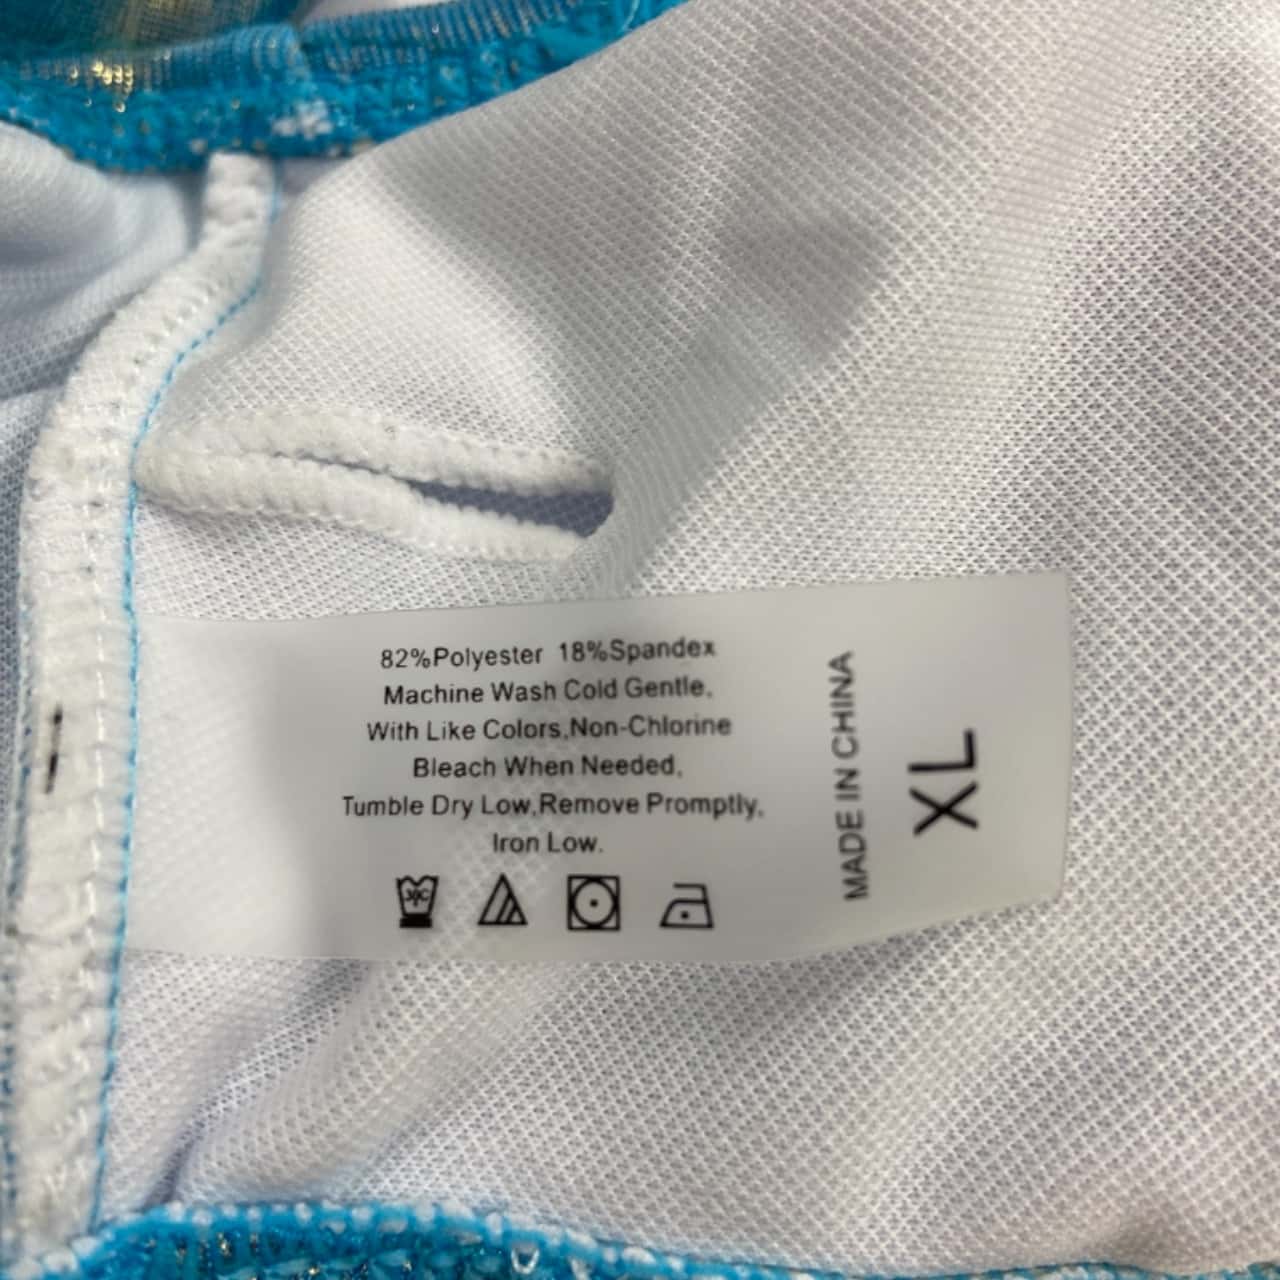 82%Polyester 18%Spandex
Machine Wash Cold Gentle,
With Like Colors,Non-Chlorine
Bleach When Needed,
Tumble Dry Low,Remove Promptly,
Iron Low.
MADE IN CHINA
XL